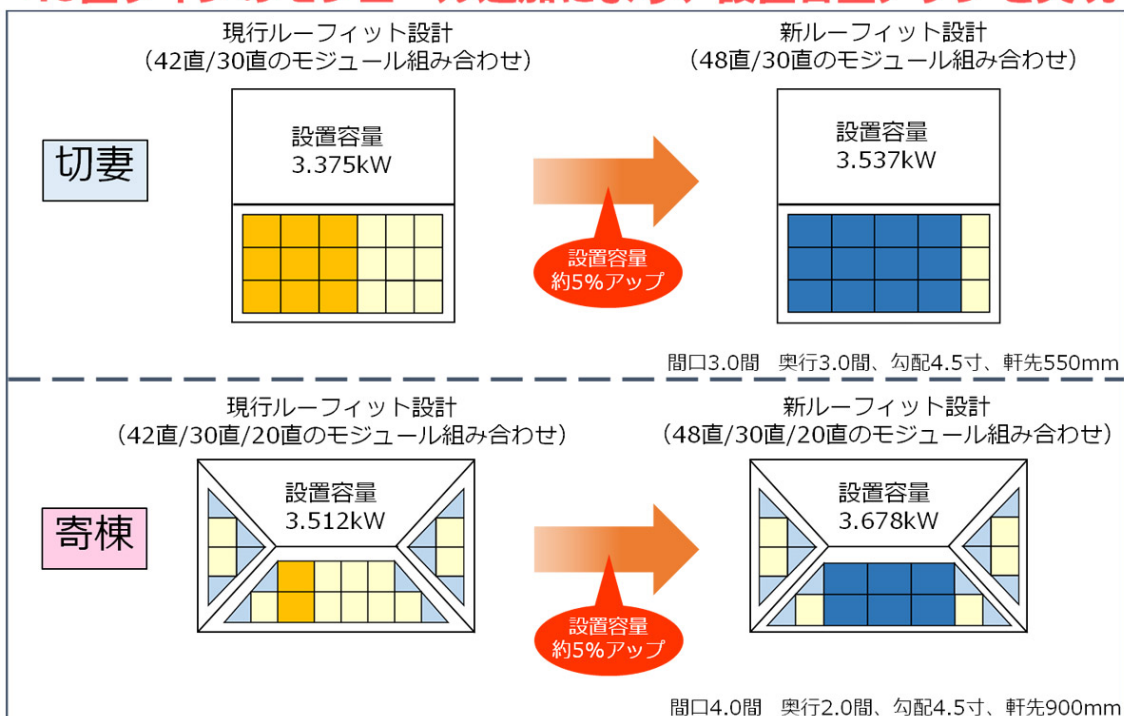 現行ルーフィット設計
（42直/30直のモジュール組み合わせ）
新ルーフィット設計
（48直/30直のモジュール組み合わせ）
切妻
設置容量
3.375kW
設置容量
約5%アップ
設置容量
3.537kW
間口3.0間　奥行3.0間、勾配4.5寸、軒先550mm
現行ルーフィット設計
（42直/30直/20直のモジュール組み合わせ）
新ルーフィット設計
（48直/30直/20直のモジュール組み合わせ）
寄棟
設置容量
3.512kW
設置容量
約5%アップ
設置容量
3.678kW
間口4.0間　奥行2.0間、勾配4.5寸、軒先900mm